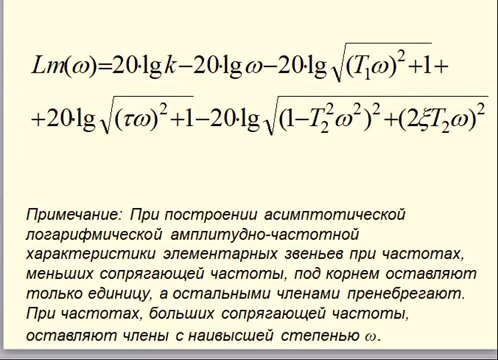 Lm(ω)=20·lg k−20·lg ω−20·lg √((T₁ω)²+1)+
+20·lg √((τω)²+1)−20·lg √((1−T₂²ω²)²+(2ξT₂ω)²)
Примечание: При построении асимптотической
логарифмической амплитудно-частотной
характеристики элементарных звеньев при частотах,
меньших сопрягающей частоты, под корнем оставляют
только единицу, а остальными членами пренебрегают.
При частотах, больших сопрягающей частоты,
оставляют члены с наивысшей степенью ω.